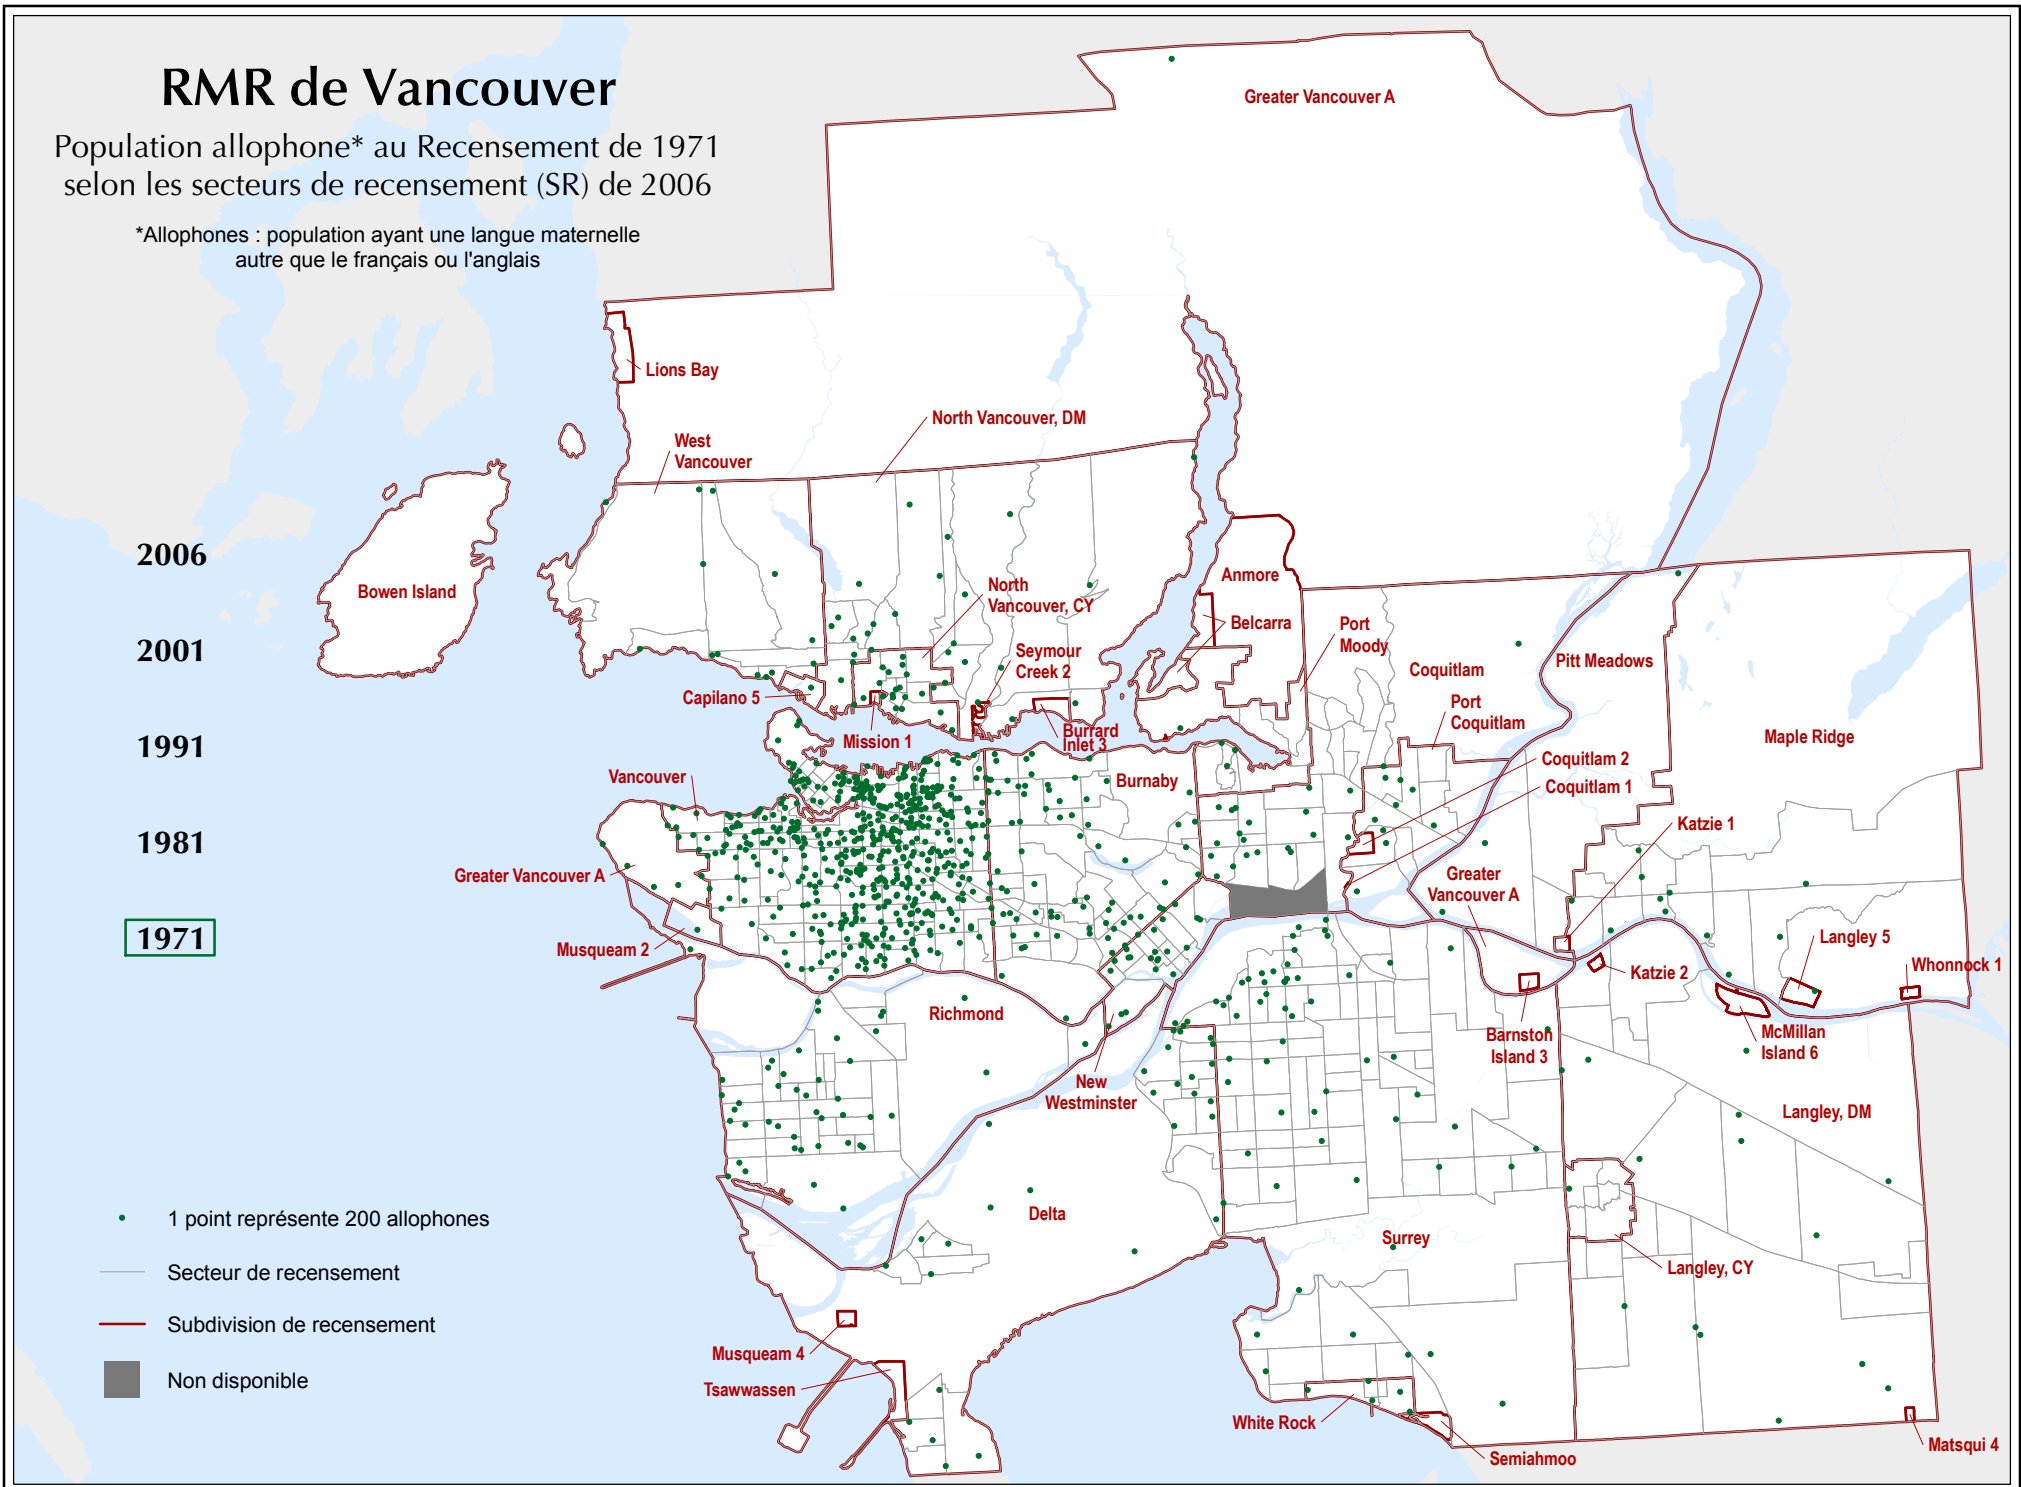 RMR de Vancouver
Population allophone* au Recensement de 1971
selon les secteurs de recensement (SR) de 2006
*Allophones : population ayant une langue maternelle
autre que le français ou l'anglais
Greater Vancouver A
Lions Bay
North Vancouver, DM
West
Vancouver
2006
Bowen Island
Anmore
North
Vancouver, CY
Belcarra
Port
Moody
2001
Seymour
Creek 2
Coquitlam
Pitt Meadows
Capilano 5
Port
Coquitlam
1991
Mission 1
Burrard
Inlet 3
Maple Ridge
Vancouver
Burnaby
Coquitlam 2
Coquitlam 1
1981
Katzie 1
Greater Vancouver A
Greater
Vancouver A
1971
Musqueam 2
Langley 5
Katzie 2
Whonnock 1
Richmond
Barnston
Island 3
McMillan
Island 6
New
Westminster
Langley, DM
1 point représente 200 allophones
Delta
Surrey
Secteur de recensement
Langley, CY
Subdivision de recensement
Musqueam 4
Non disponible
Tsawwassen
White Rock
Semiahmoo
Matsqui 4